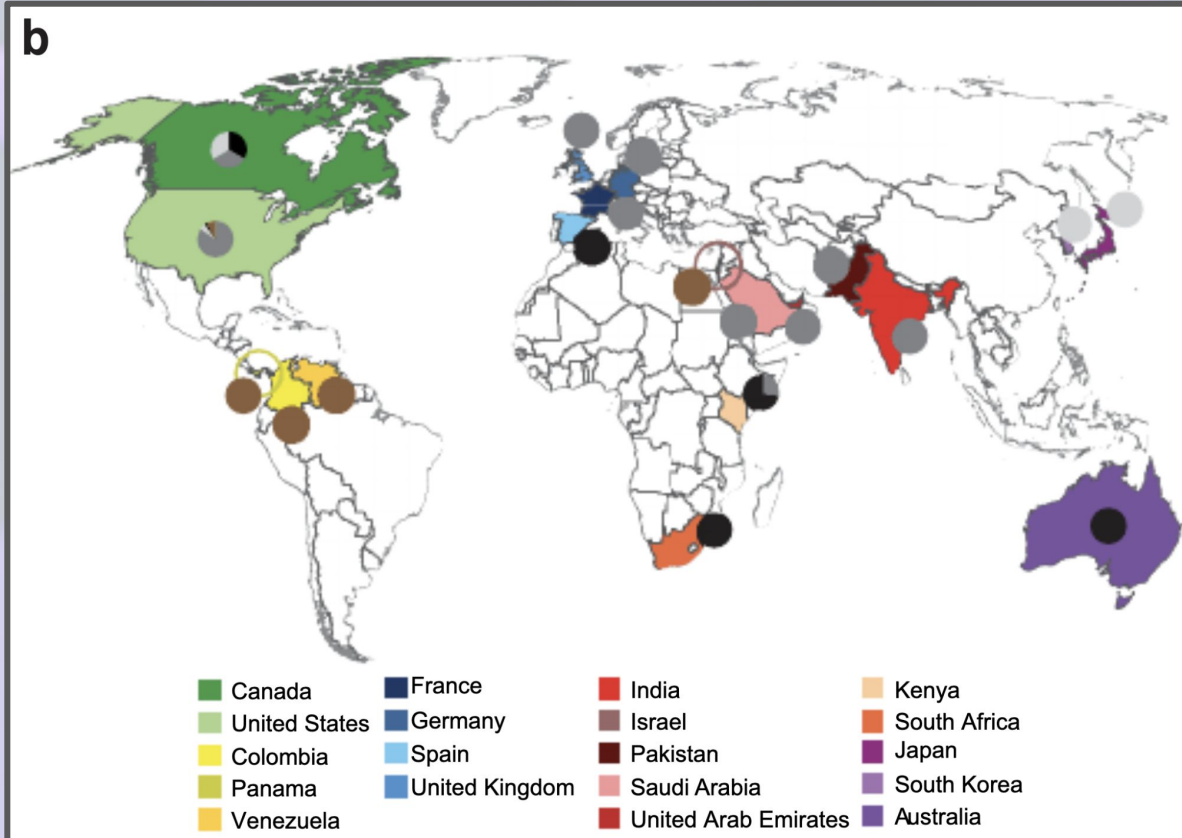 b
Canada
United States
Colombia
Panama
Venezuela
France
Germany
Spain
United Kingdom
India
Israel
Pakistan
Saudi Arabia
United Arab Emirates
Kenya
South Africa
Japan
South Korea
Australia